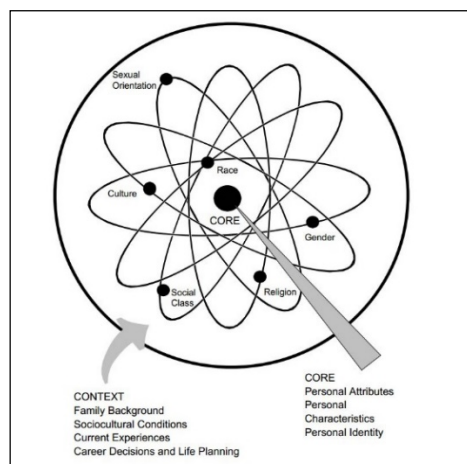 Sexual
Orientation
Race
Culture
CORE
Gender
Social
Class
Religion
CONTEXT
Family Background
Sociocultural Conditions
Current Experiences
Career Decisions and Life Planning
CORE
Personal Attributes
Personal
Characteristics
Personal Identity